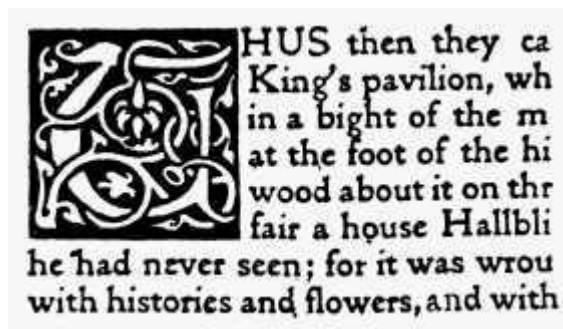 THUS then they ca
King's pavilion, wh
in a bight of the m
at the foot of the hi
wood about it on thr
fair a house Hallbli
he had never seen; for it was wrou
with histories and flowers, and with